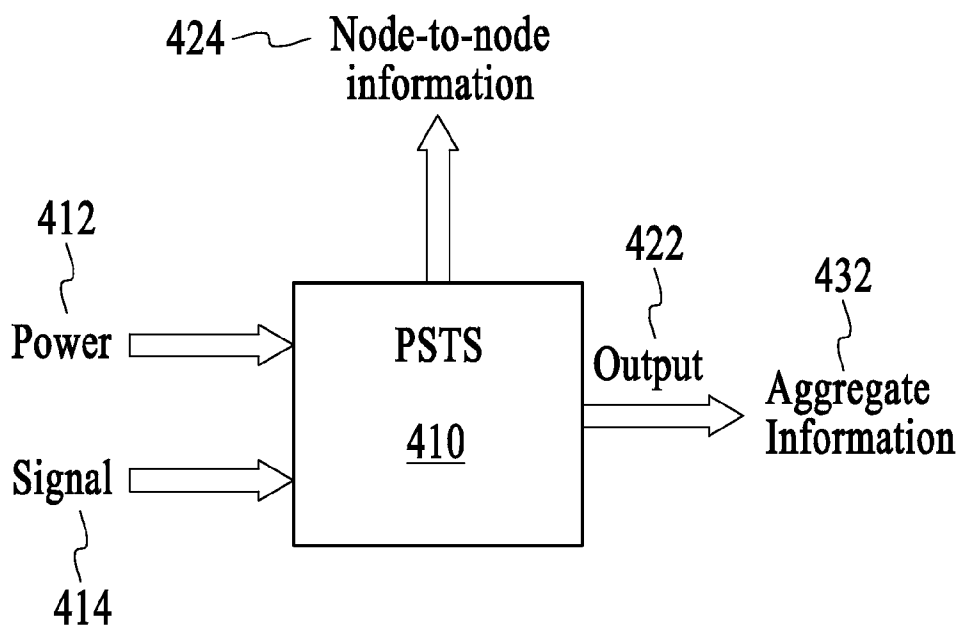 424
Node-to-node
information
412
Power
Signal
414
PSTS
410
422
Output
432
Aggregate
Information